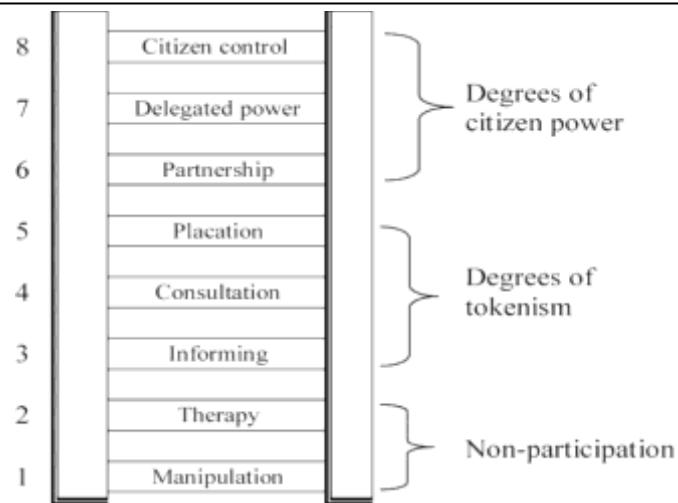 8 Citizen control
7 Delegated power
6 Partnership
Degrees of
citizen power
5 Placation
4 Consultation
3 Informing
Degrees of
tokenism
2 Therapy
1 Manipulation
Non-participation